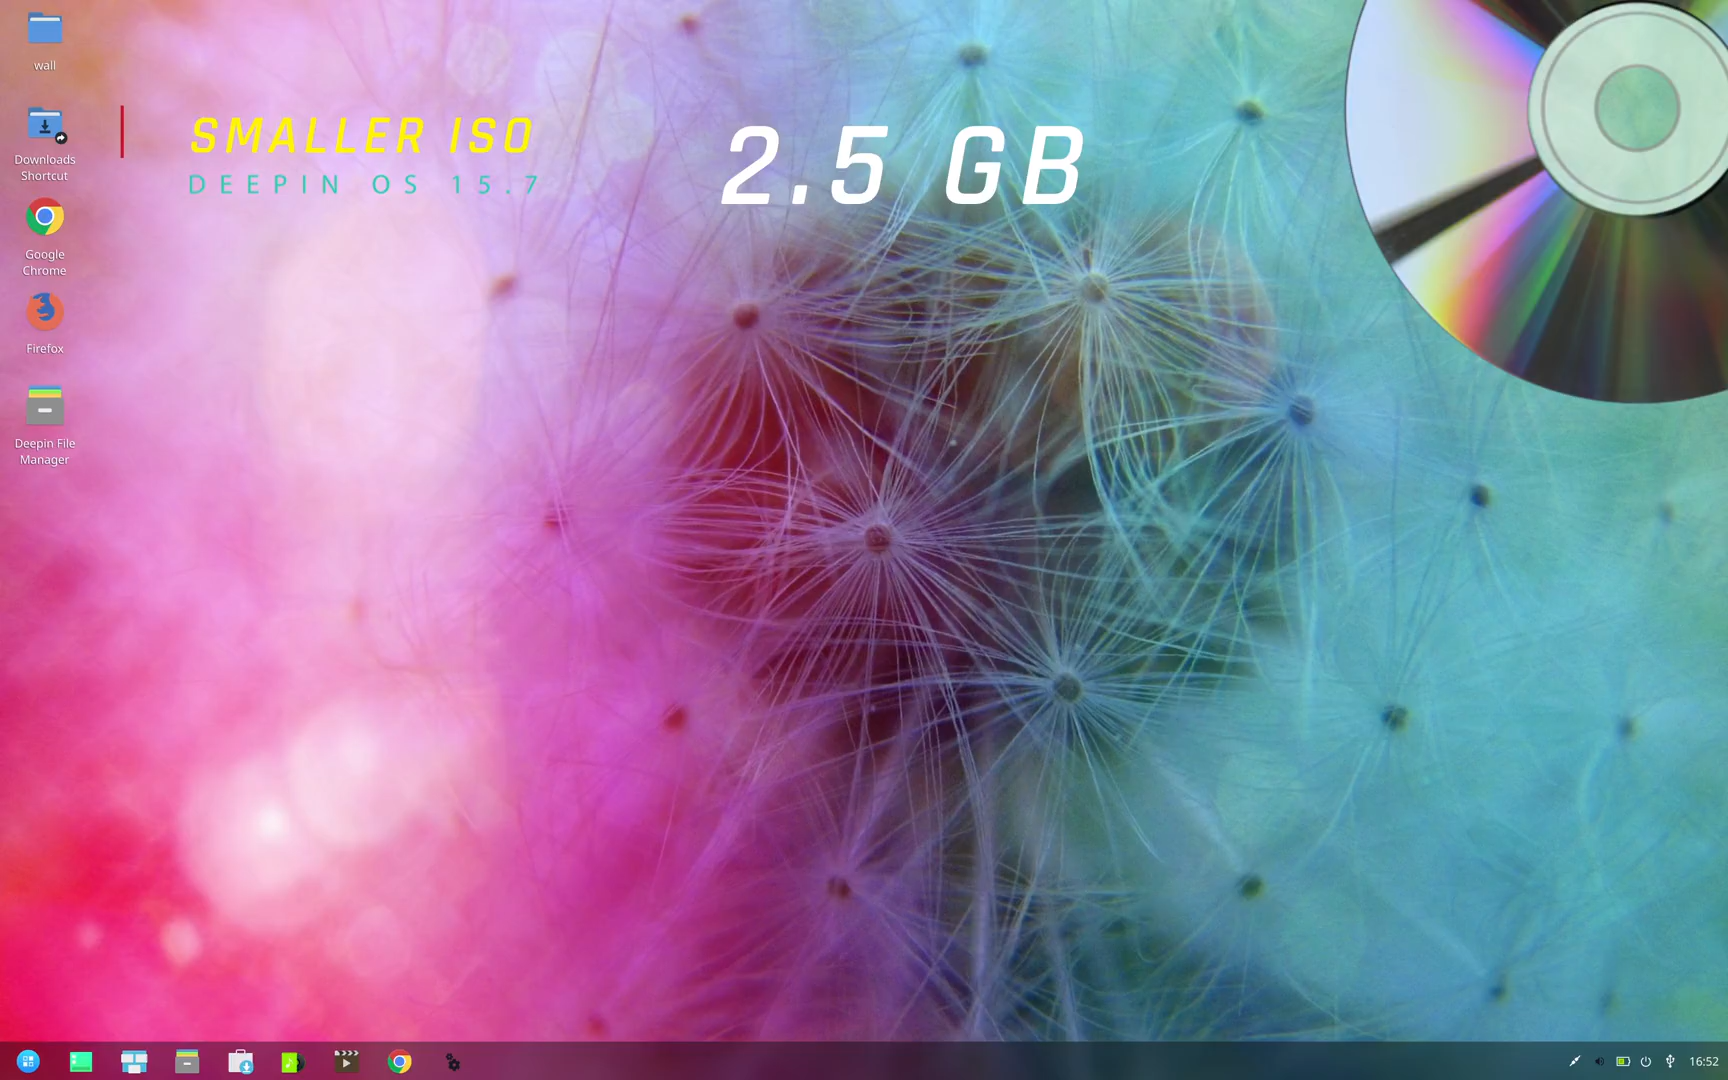 wall
Downloads
Shortcut
Google
Chrome
Firefox
Deepin File
Manager
SMALLER ISO
DEEPIN OS 15.7
2.5 GB
16:52